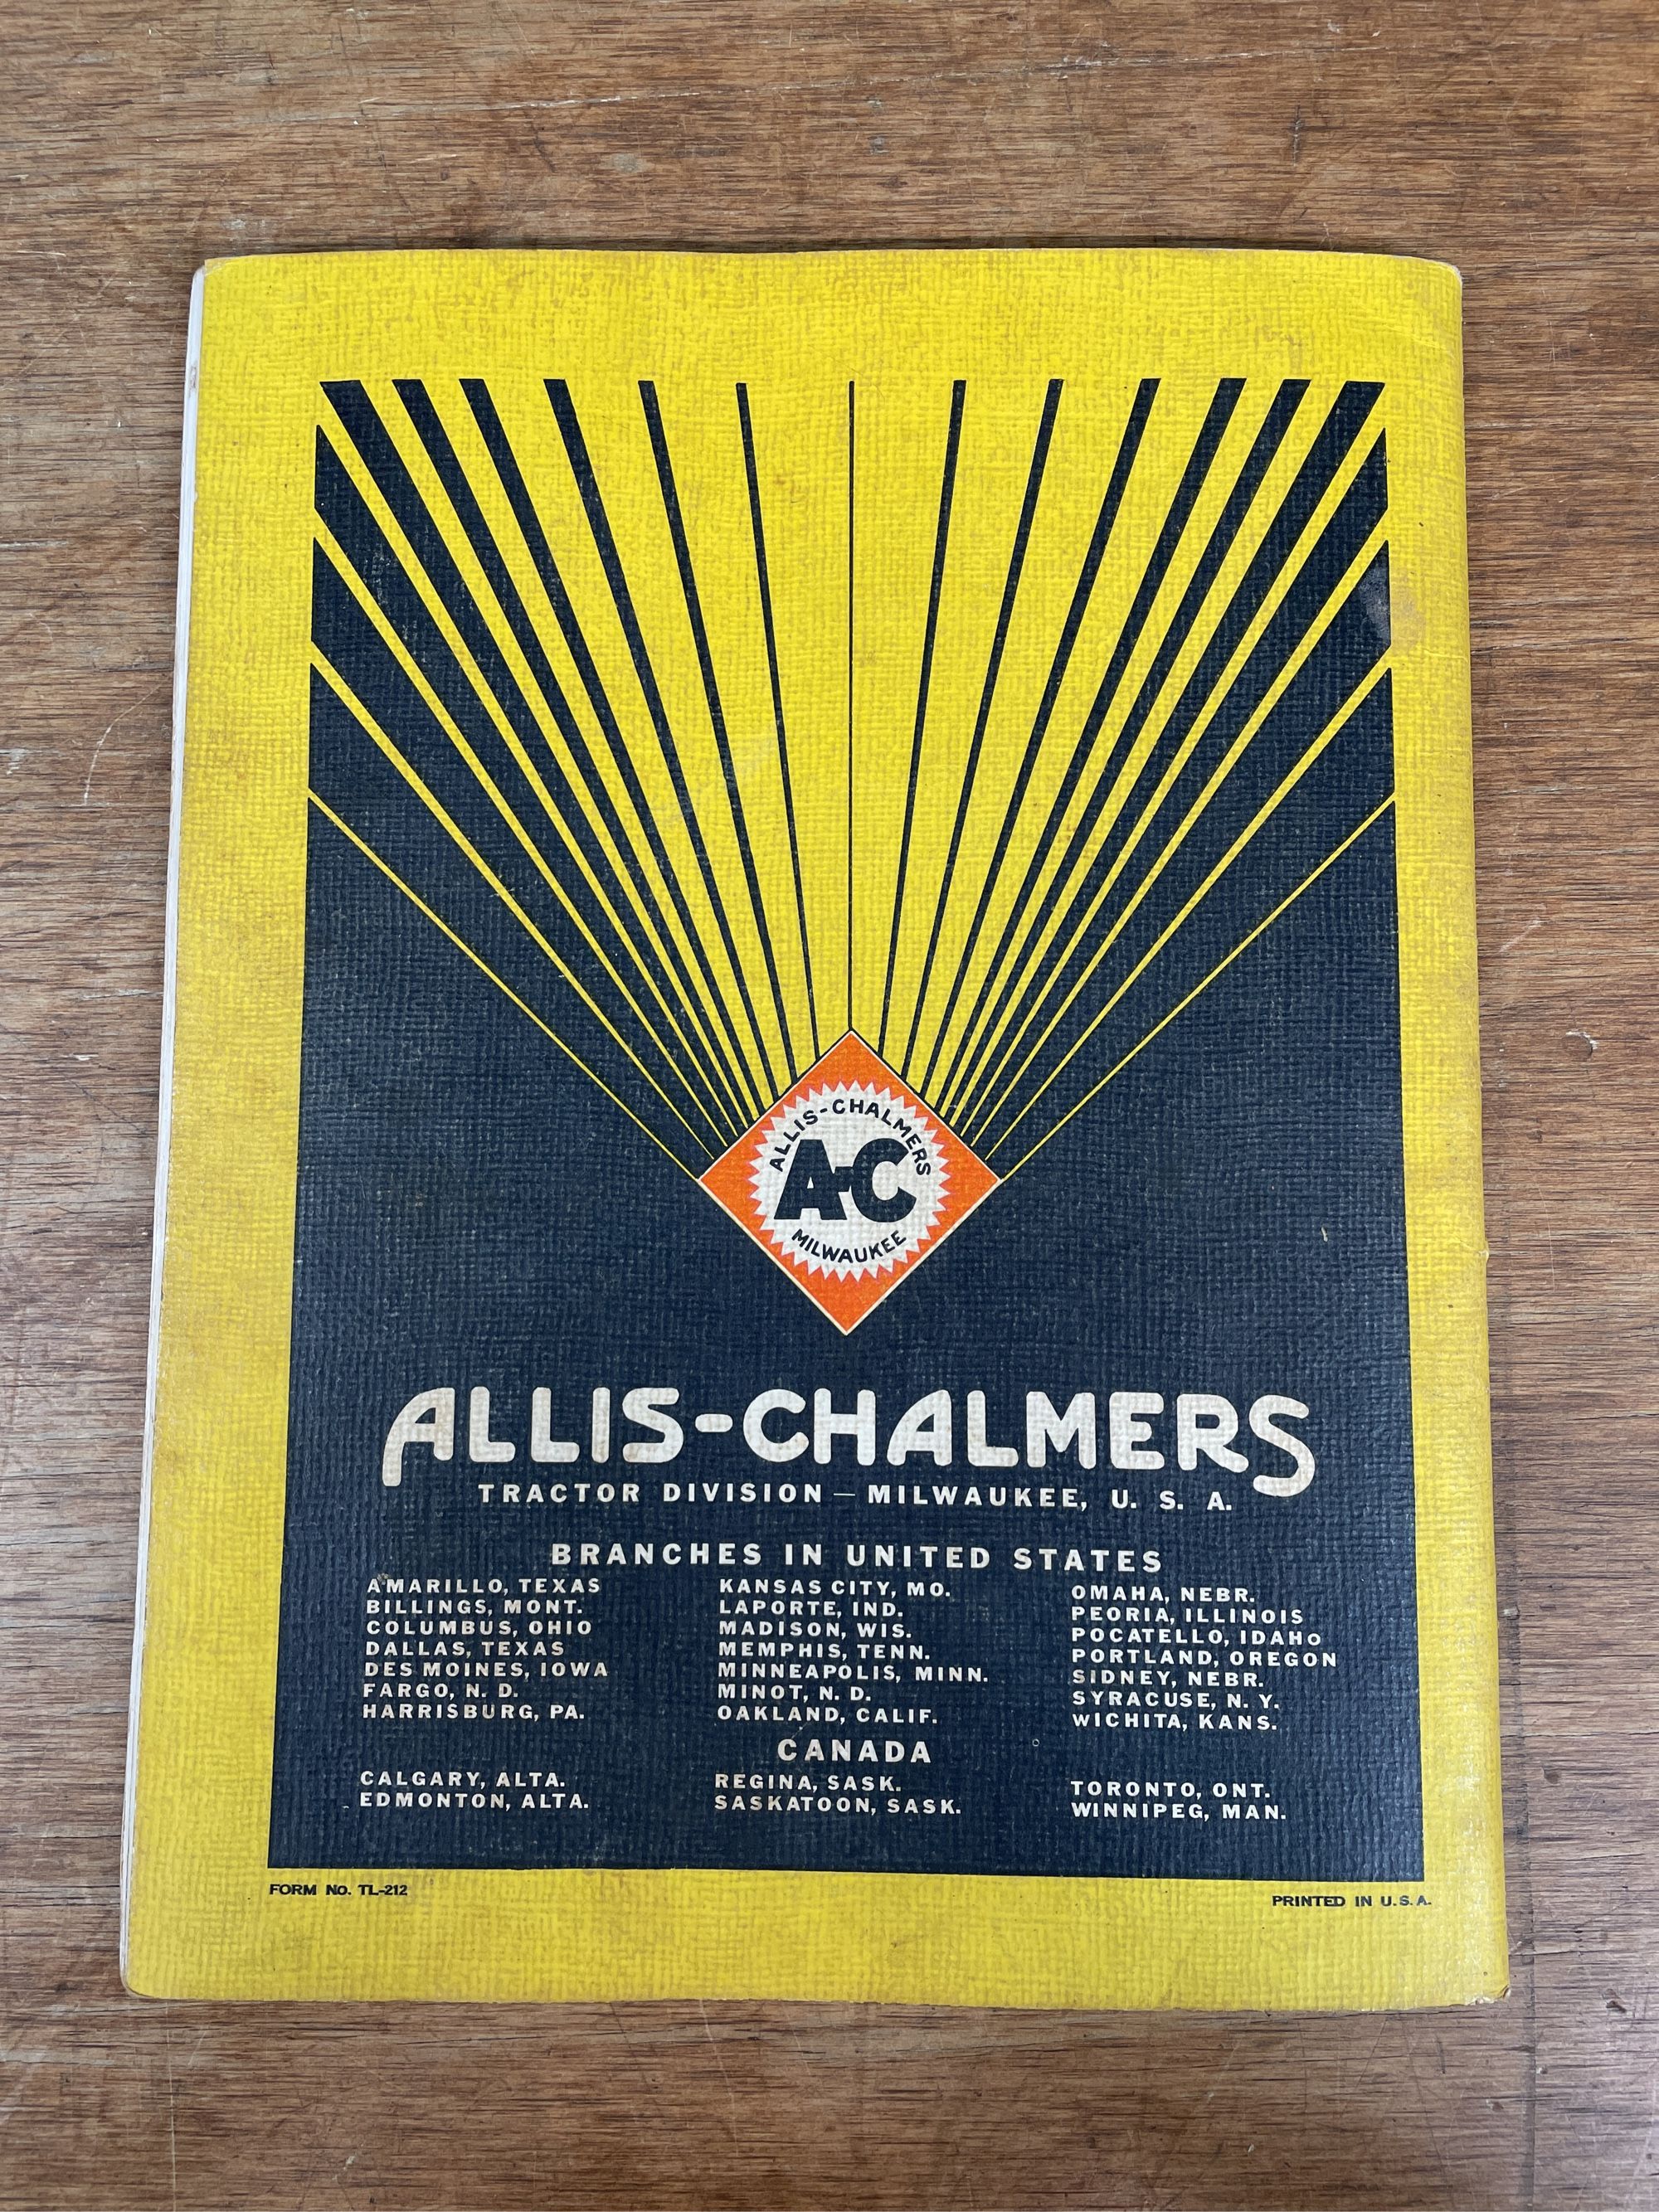 ALLIS-CHALMERS
A-C
MILWAUKEE
ALLIS-CHALMERS
TRACTOR DIVISION — MILWAUKEE, U. S. A.
BRANCHES IN UNITED STATES
AMARILLO, TEXAS
BILLINGS, MONT.
COLUMBUS, OHIO
DALLAS, TEXAS
DES MOINES, IOWA
FARGO, N. D.
HARRISBURG, PA.
KANSAS CITY, MO.
LAPORTE, IND.
MADISON, WIS.
MEMPHIS, TENN.
MINNEAPOLIS, MINN.
MINOT, N. D.
OAKLAND, CALIF.
OMAHA, NEBR.
PEORIA, ILLINOIS
POCATELLO, IDAHO
PORTLAND, OREGON
SIDNEY, NEBR.
SYRACUSE, N. Y.
WICHITA, KANS.
CANADA
CALGARY, ALTA.
EDMONTON, ALTA.
REGINA, SASK.
SASKATOON, SASK.
TORONTO, ONT.
WINNIPEG, MAN.
FORM NO. TL-212
PRINTED IN U.S.A.